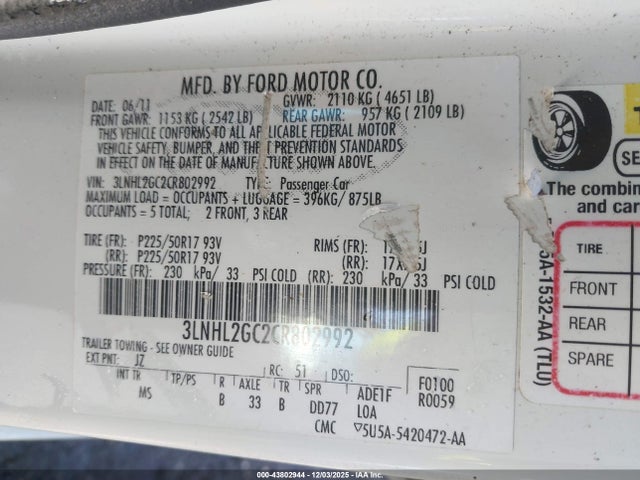 MFD. BY FORD MOTOR CO.
DATE: 06/11 GVWR: 2110 KG ( 4651 LB)
FRONT GAWR: 1153 KG ( 2542 LB) REAR GAWR: 957 KG ( 2109 LB)
THIS VEHICLE CONFORMS TO ALL APPLICABLE FEDERAL MOTOR
VEHICLE SAFETY, BUMPER, AND THEFT PREVENTION STANDARDS
IN EFFECT ON THE DATE OF MANUFACTURE SHOWN ABOVE.
VIN: 3LNHL2GC2CR802992 TYPE: Passenger Car
MAXIMUM LOAD = OCCUPANTS + LUGGAGE = 396KG/ 875LB
OCCUPANTS = 5 TOTAL; 2 FRONT, 3 REAR
TIRE (FR): P225/50R17 93V RIMS (FR):
(RR): P225/50R17 93V (RR):
PRESSURE (FR): 230 kPa/ 33 PSI COLD (RR): 230 kPa/ 33 PSI COLD
3LNHL2GC2CR802992
TRAILER TOWING - SEE OWNER GUIDE
EXT PNT: JZ RC: 51 DSO:
INT TR TP/PS R AXLE TR SPR ADE1F F0100
MS B 33 B DD77 LOA R0059
CMC ▽5U5A-5420472-AA
The combin
and car
TIRE
FRONT
REAR
SPARE
A-1532-AA (TLU)
000-43802944 - 12/03/2025 - IAAI.com